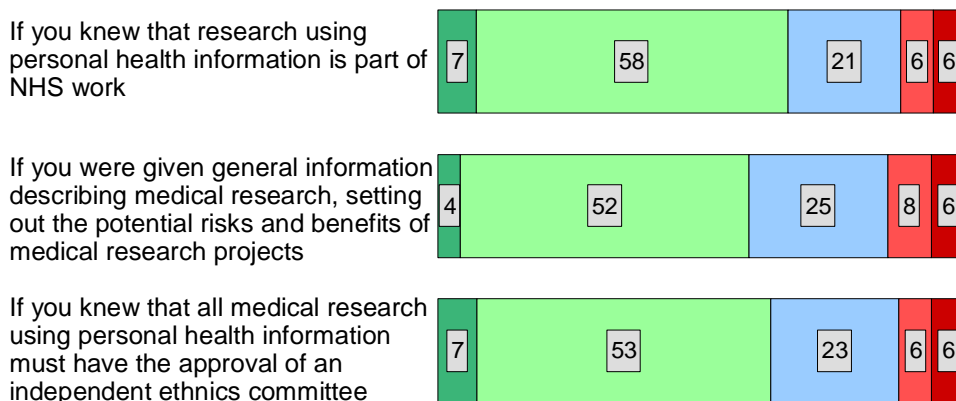 If you knew that research using
personal health information is part of
NHS work
7 58 21 6 6
If you were given general information
describing medical research, setting
out the potential risks and benefits of
medical research projects
4 52 25 8 6
If you knew that all medical research
using personal health information
must have the approval of an
independent ethnics committee
7 53 23 6 6